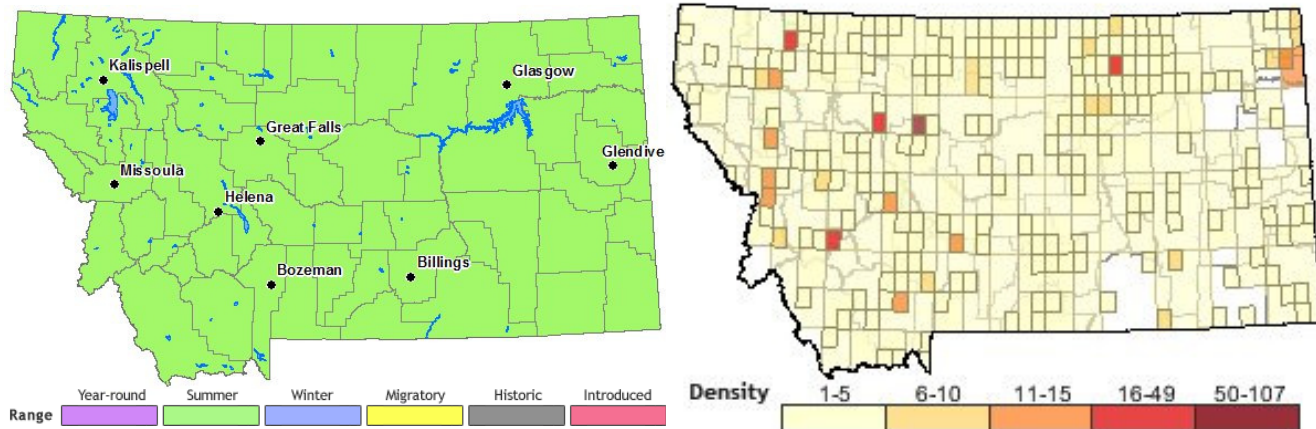 Kalispell
Glasgow
Great Falls
Glendive
Missoula
Helena
Bozeman
Billings
Year-round Summer Winter Migratory Historic Introduced
Range
Density 1-5 6-10 11-15 16-49 50-107